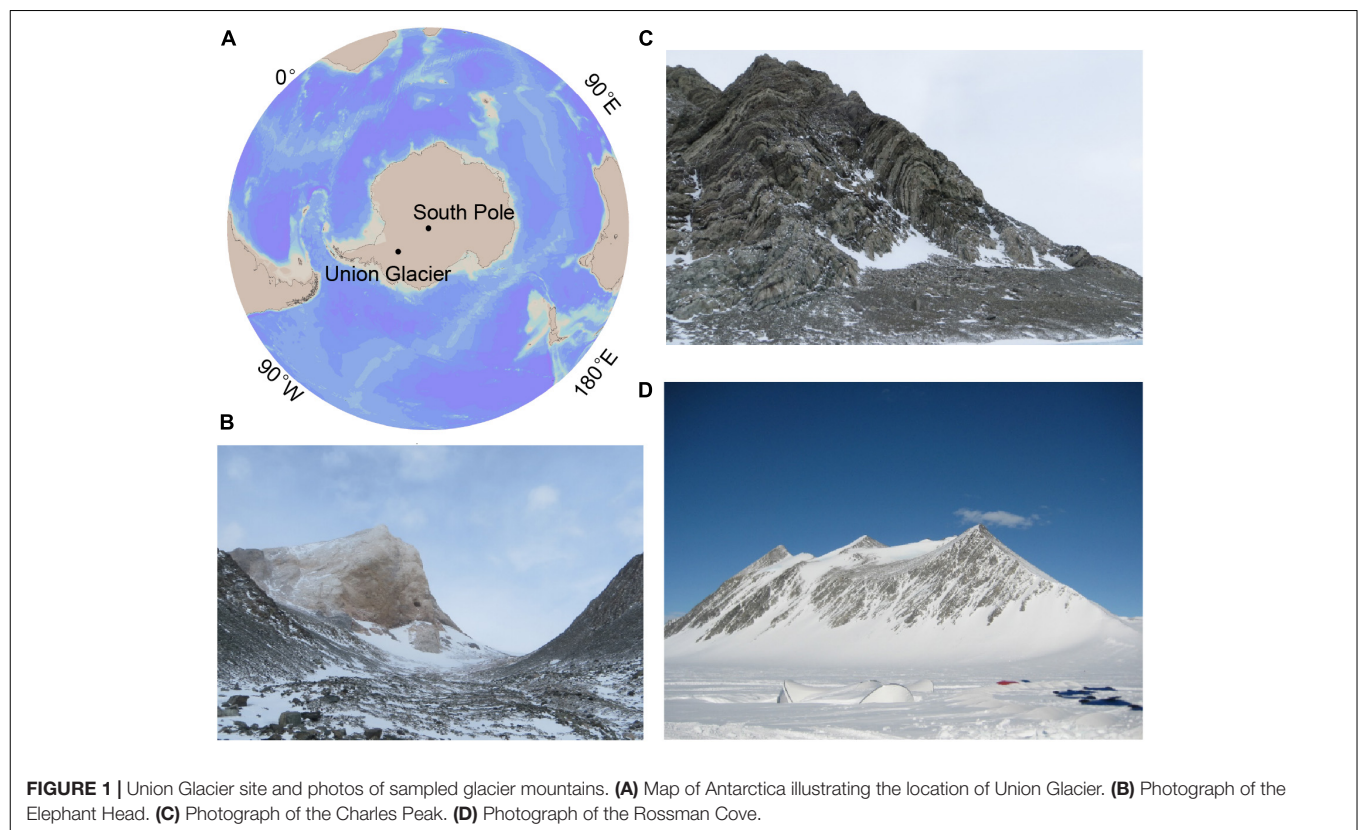 A
0°
90°E
South Pole
Union Glacier
90°W
180°E
B
C
D
FIGURE 1 | Union Glacier site and photos of sampled glacier mountains. (A) Map of Antarctica illustrating the location of Union Glacier. (B) Photograph of the
Elephant Head. (C) Photograph of the Charles Peak. (D) Photograph of the Rossman Cove.